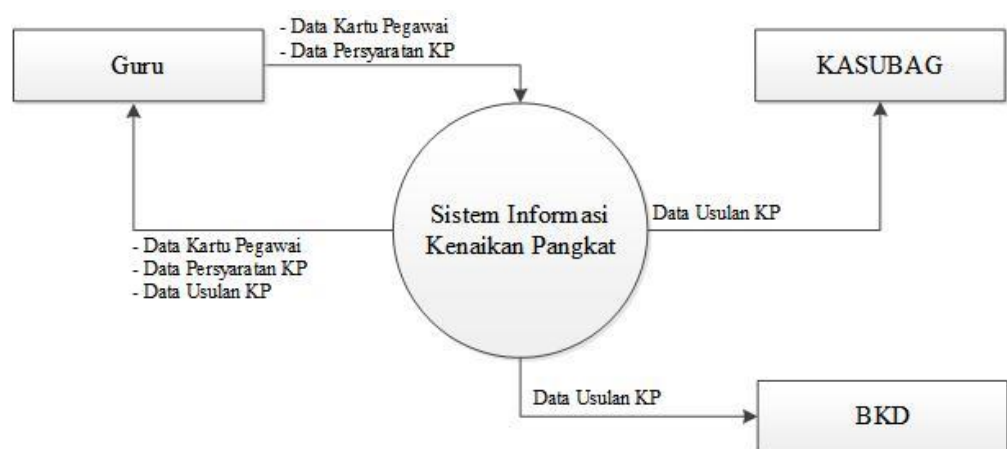 - Data Kartu Pegawai
- Data Persyaratan KP
Guru
KASUBAG
Sistem Informasi
Kenaikan Pangkat
Data Usulan KP
- Data Kartu Pegawai
- Data Persyaratan KP
- Data Usulan KP
Data Usulan KP
BKD